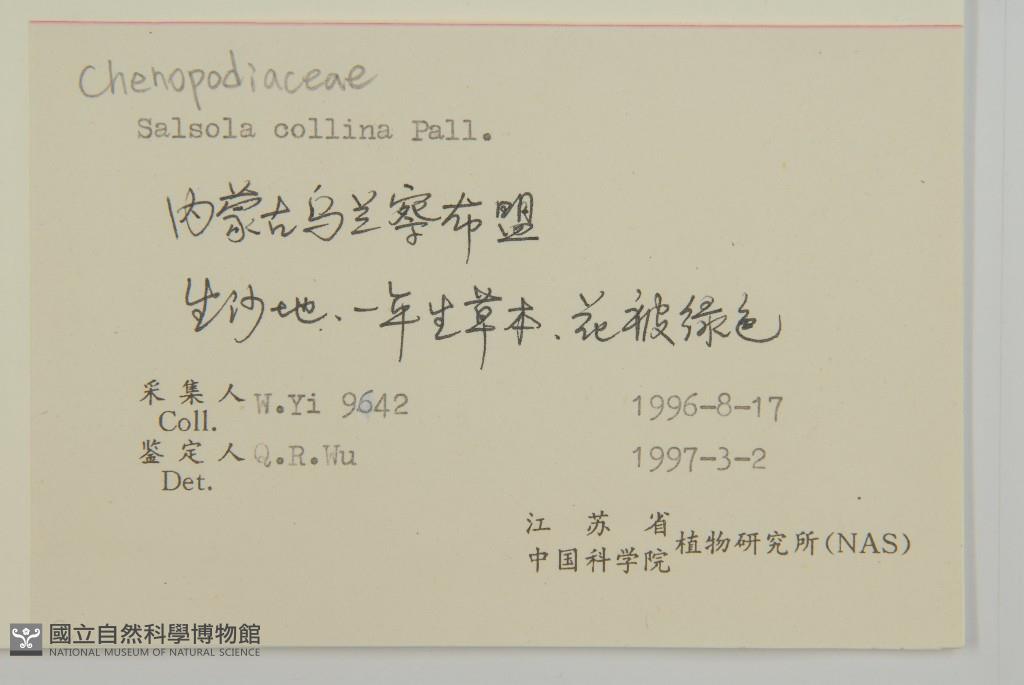 Chenopodiaceae
Salsola collina Pall.
内蒙古乌兰察布盟
生沙地、一年生草本、花被绿色
采集人 W.Yi 9642 1996-8-17
Coll.
鉴定人 Q.R.Wu 1997-3-2
Det.
江苏省
中国科学院 植物研究所(NAS)
國立自然科學博物館
NATIONAL MUSEUM OF NATURAL SCIENCE